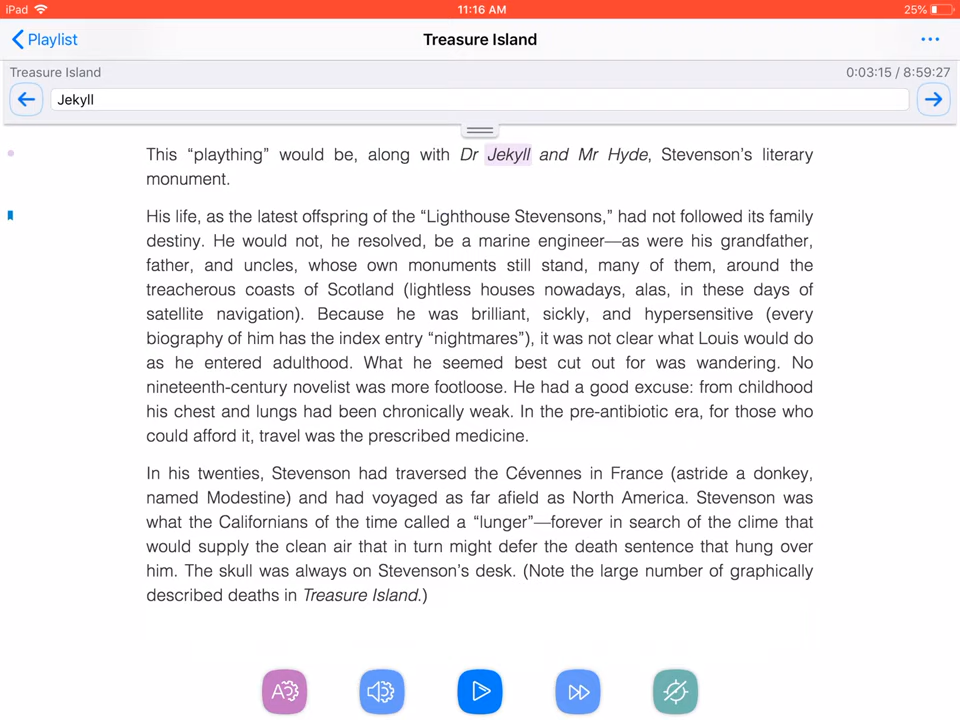 iPad 11:16 AM 25%
Playlist Treasure Island ...
Treasure Island 0:03:15 / 8:59:27
Jekyll
This “plaything” would be, along with Dr Jekyll and Mr Hyde, Stevenson’s literary
monument.
His life, as the latest offspring of the “Lighthouse Stevensons,” had not followed its family
destiny. He would not, he resolved, be a marine engineer—as were his grandfather,
father, and uncles, whose own monuments still stand, many of them, around the
treacherous coasts of Scotland (lightless houses nowadays, alas, in these days of
satellite navigation). Because he was brilliant, sickly, and hypersensitive (every
biography of him has the index entry “nightmares”), it was not clear what Louis would do
as he entered adulthood. What he seemed best cut out for was wandering. No
nineteenth-century novelist was more footloose. He had a good excuse: from childhood
his chest and lungs had been chronically weak. In the pre-antibiotic era, for those who
could afford it, travel was the prescribed medicine.
In his twenties, Stevenson had traversed the Cévennes in France (astride a donkey,
named Modestine) and had voyaged as far afield as North America. Stevenson was
what the Californians of the time called a “lunger”—forever in search of the clime that
would supply the clean air that in turn might defer the death sentence that hung over
him. The skull was always on Stevenson’s desk. (Note the large number of graphically
described deaths in Treasure Island.)
A